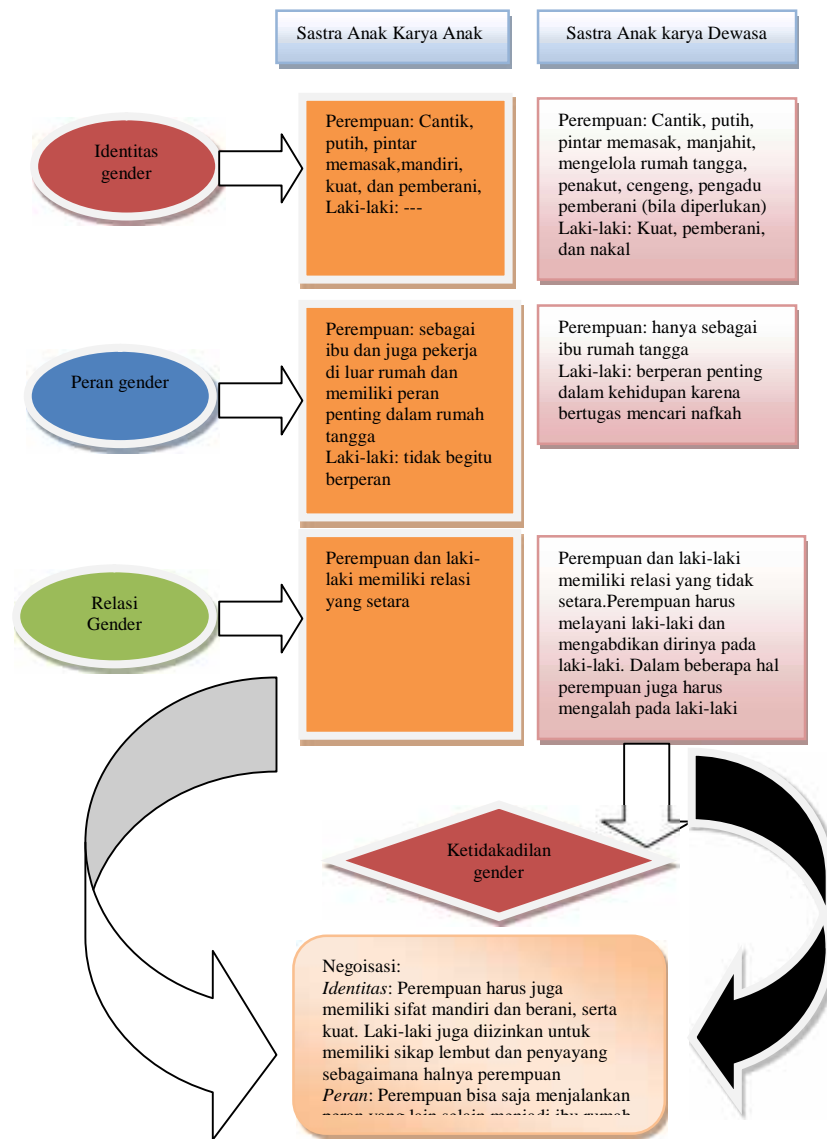 Sastra Anak Karya Anak
Sastra Anak karya Dewasa
Identitas
gender
Perempuan: Cantik,
putih, pintar
memasak,mandiri,
kuat, dan pemberani,
Laki-laki: ---
Perempuan: Cantik, putih,
pintar memasak, manjahit,
mengelola rumah tangga,
penakut, cengeng, pengadu
pemberani (bila diperlukan)
Laki-laki: Kuat, pemberani,
dan nakal
Peran gender
Perempuan: sebagai
ibu dan juga pekerja
di luar rumah dan
memiliki peran
penting dalam rumah
tangga
Laki-laki: tidak begitu
berperan
Perempuan: hanya sebagai
ibu rumah tangga
Laki-laki: berperan penting
dalam kehidupan karena
bertugas mencari nafkah
Relasi
Gender
Perempuan dan laki-
laki memiliki relasi
yang setara
Perempuan dan laki-laki
memiliki relasi yang tidak
setara.Perempuan harus
melayani laki-laki dan
mengabdikan dirinya pada
laki-laki. Dalam beberapa hal
perempuan juga harus
mengalah pada laki-laki
Ketidakadilan
gender
Negoisasi:
Identitas: Perempuan harus juga
memiliki sifat mandiri dan berani, serta
kuat. Laki-laki juga diizinkan untuk
memiliki sikap lembut dan penyayang
sebagaimana halnya perempuan
Peran: Perempuan bisa saja menjalankan
peran yang lain selain menjadi ibu rumah